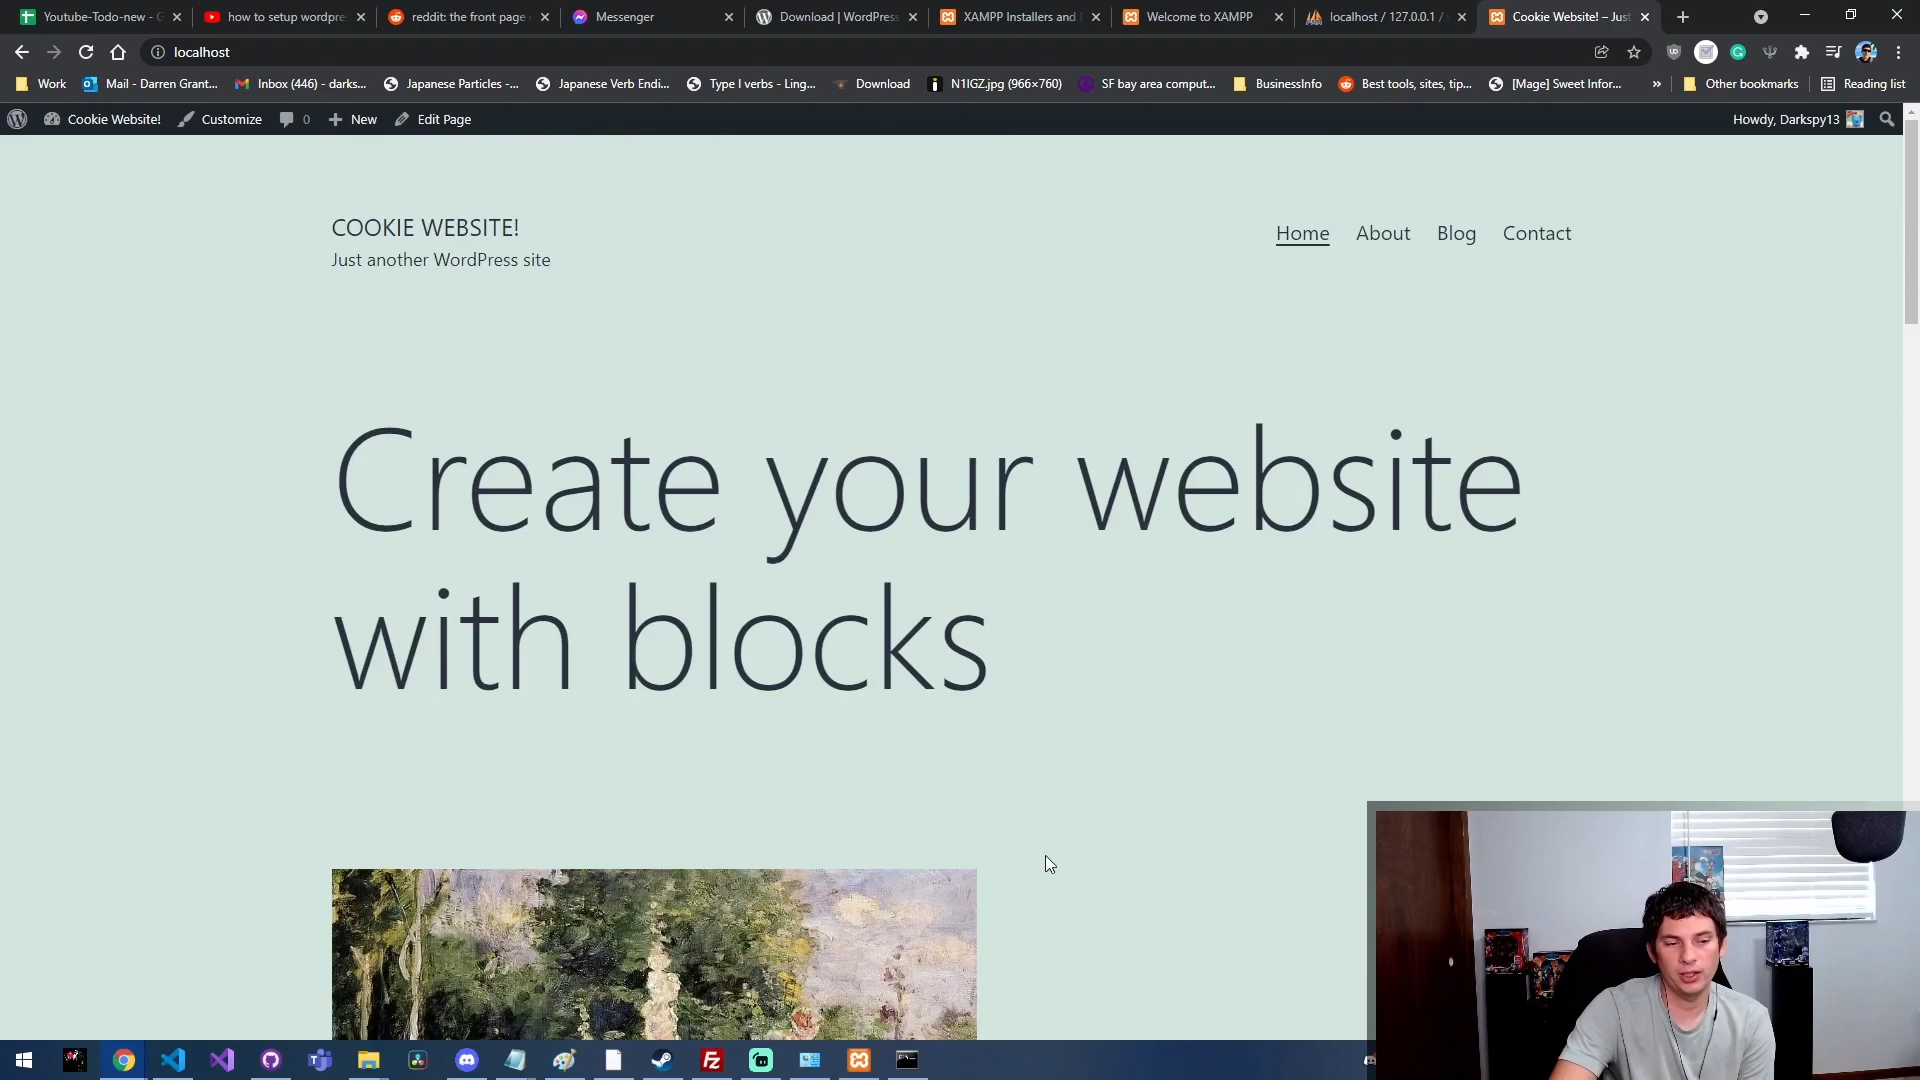 Youtube-Todo-new - G
how to setup wordpre
reddit: the front page
Messenger
Download | WordPress
XAMPP Installers and
Welcome to XAMPP
localhost / 127.0.0.1 /
Cookie Website! – Just
localhost
Work
Mail - Darren Grant...
Inbox (446) - darks...
Japanese Particles -...
Japanese Verb Endi...
Type I verbs - Ling...
Download
N1lGZ.jpg (966×760)
SF bay area comput...
BusinessInfo
Best tools, sites, tip...
[Mage] Sweet Infor...
»
Other bookmarks
Reading list
Cookie Website!
Customize
0
New
Edit Page
Howdy, Darkspy13
COOKIE WEBSITE!
Just another WordPress site
Home
About
Blog
Contact
Create your website
with blocks